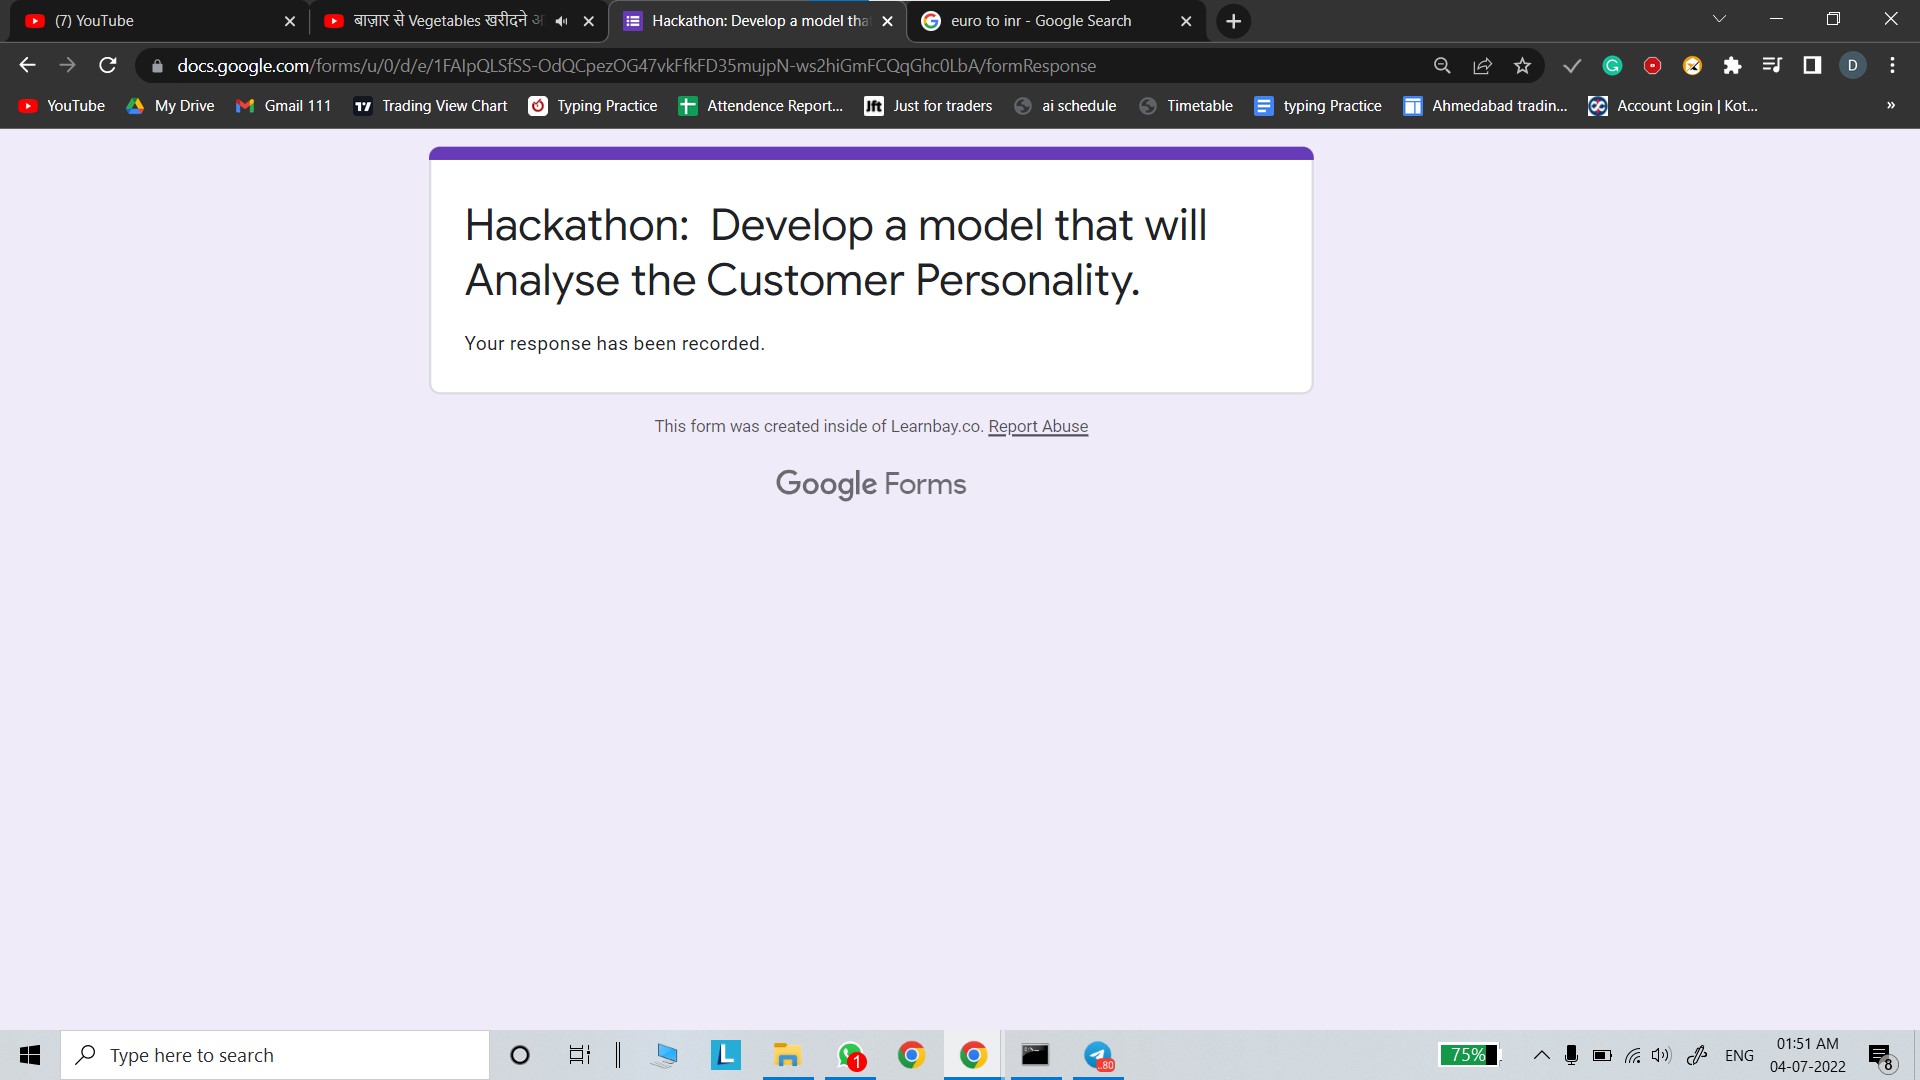 (7) YouTube
बाज़ार से Vegetables खरीदने
Hackathon: Develop a model tha
euro to inr - Google Search
docs.google.com/forms/u/0/d/e/1FAIpQLSfSS-OdQCpezOG47vkFfkFD35mujpN-ws2hiGmFCQqGhc0LbA/formResponse
D
YouTube
My Drive
Gmail 111
Trading View Chart
Typing Practice
Attendence Report...
Jft Just for traders
ai schedule
Timetable
typing Practice
Ahmedabad tradin...
Account Login | Kot...
»
Hackathon: Develop a model that will
Analyse the Customer Personality.
Your response has been recorded.
This form was created inside of Learnbay.co. Report Abuse
Google Forms
Type here to search
L
1
80
75%
ENG
01:51 AM
04-07-2022
8